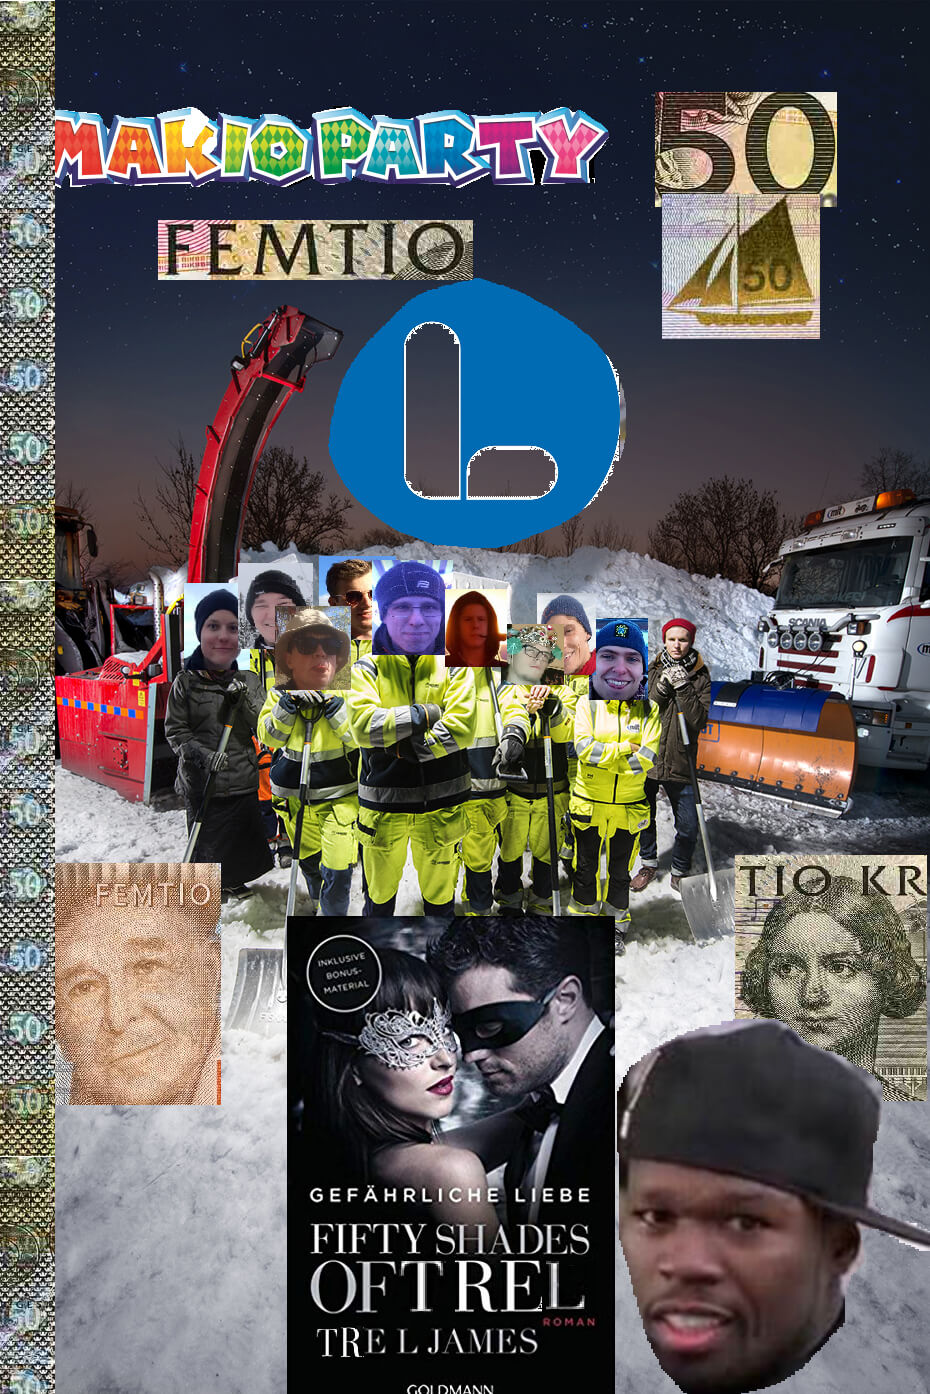 MAKIO PARTY
50
FEMTIO
50
SCANIA
FEMTIO
TIO KR
INKLUSIVE
BONUS-
MATERIAL
GEFÄHRLICHE LIEBE
FIFTY SHADES
OFTREL
ROMAN
TRE L JAMES
GOLDMANN